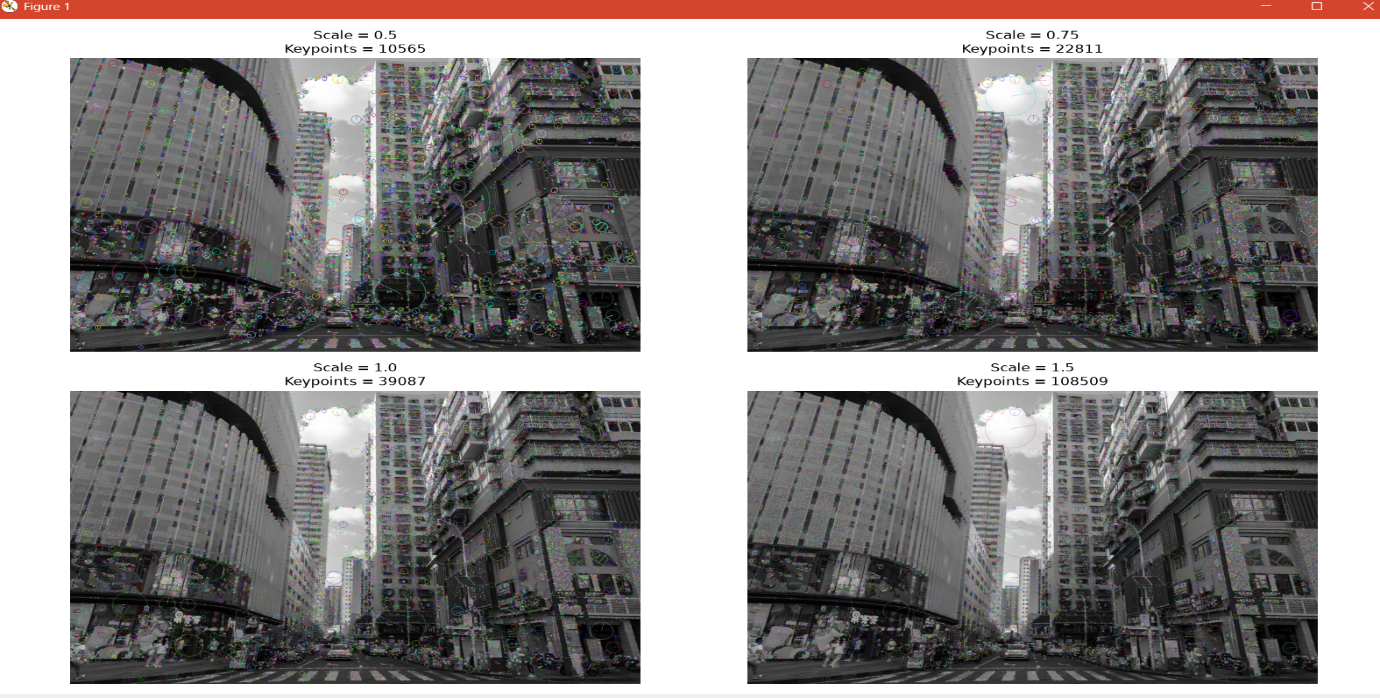 Figure 1
Scale = 0.5
Keypoints = 10565
Scale = 0.75
Keypoints = 22811
Scale = 1.0
Keypoints = 39087
Scale = 1.5
Keypoints = 108509